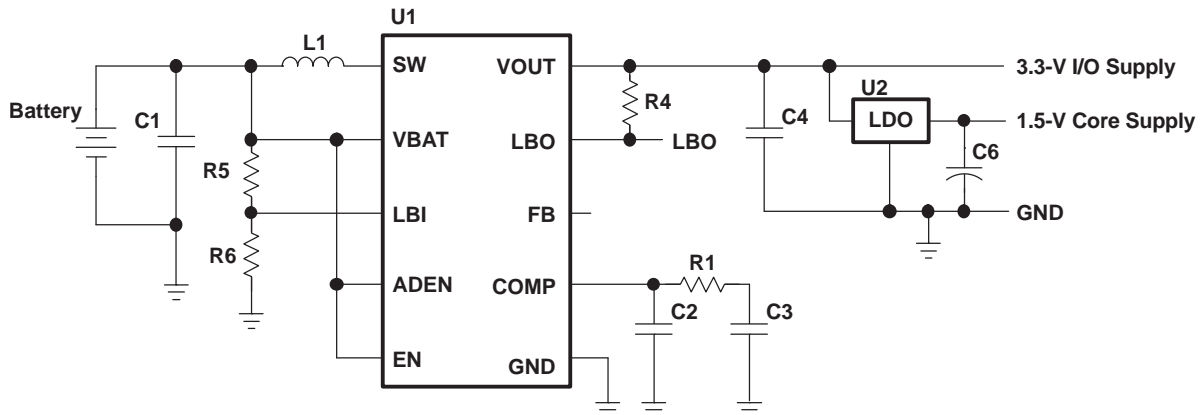 U1
L1
SW
VOUT
3.3-V I/O Supply
U2
R4
Battery
C1
C4
LDO
1.5-V Core Supply
VBAT
LBO
LBO
C6
R5
LBI
FB
GND
R6
R1
ADEN
COMP
C2
C3
EN
GND